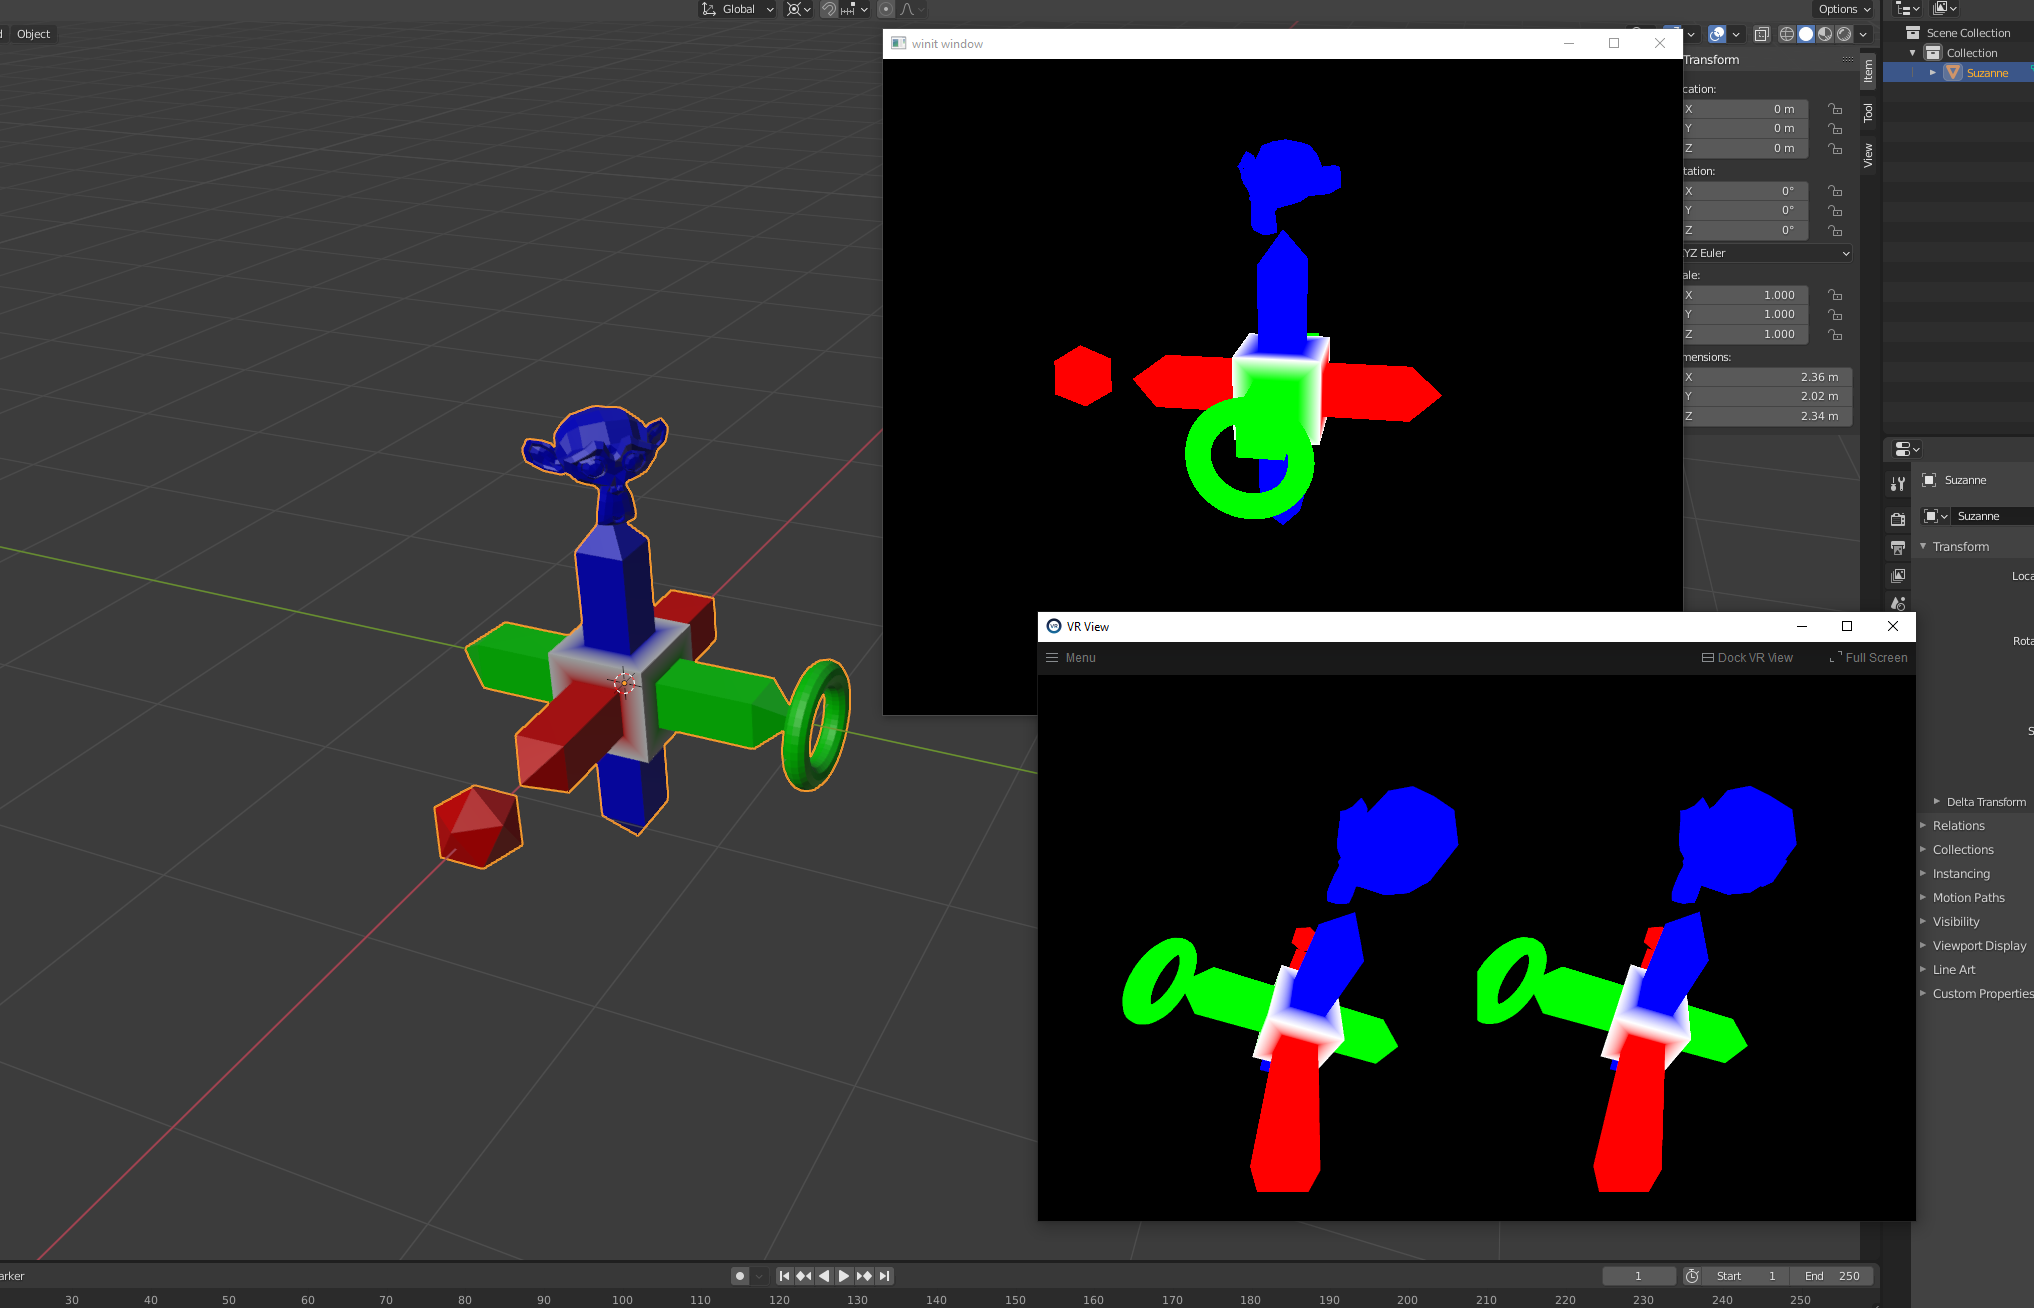 Global
Options
Object
winit window
Transform
cation:
X 0 m
Y 0 m
Z 0 m
tation:
X 0°
Y 0°
Z 0°
YZ Euler
ale:
X 1.000
Y 1.000
Z 1.000
mensions:
X 2.36 m
Y 2.02 m
Z 2.34 m
Item
Tool
View
Scene Collection
Collection
Suzanne
Suzanne
Suzanne
Transform
Loca
Rota
S
Delta Transform
Relations
Collections
Instancing
Motion Paths
Visibility
Viewport Display
Line Art
Custom Properties
VR VR View
Menu
Dock VR View
Full Screen
arker
1
Start 1
End 250
30 40 50 60 70 80 90 100 110 120 130 140 150 160 170 180 190 200 210 220 230 240 250